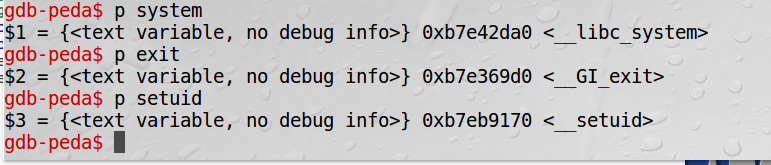 gdb-peda$ p system
$1 = {<text variable, no debug info>} 0xb7e42da0 <__libc_system>
gdb-peda$ p exit
$2 = {<text variable, no debug info>} 0xb7e369d0 <__GI_exit>
gdb-peda$ p setuid
$3 = {<text variable, no debug info>} 0xb7eb9170 <__setuid>
gdb-peda$